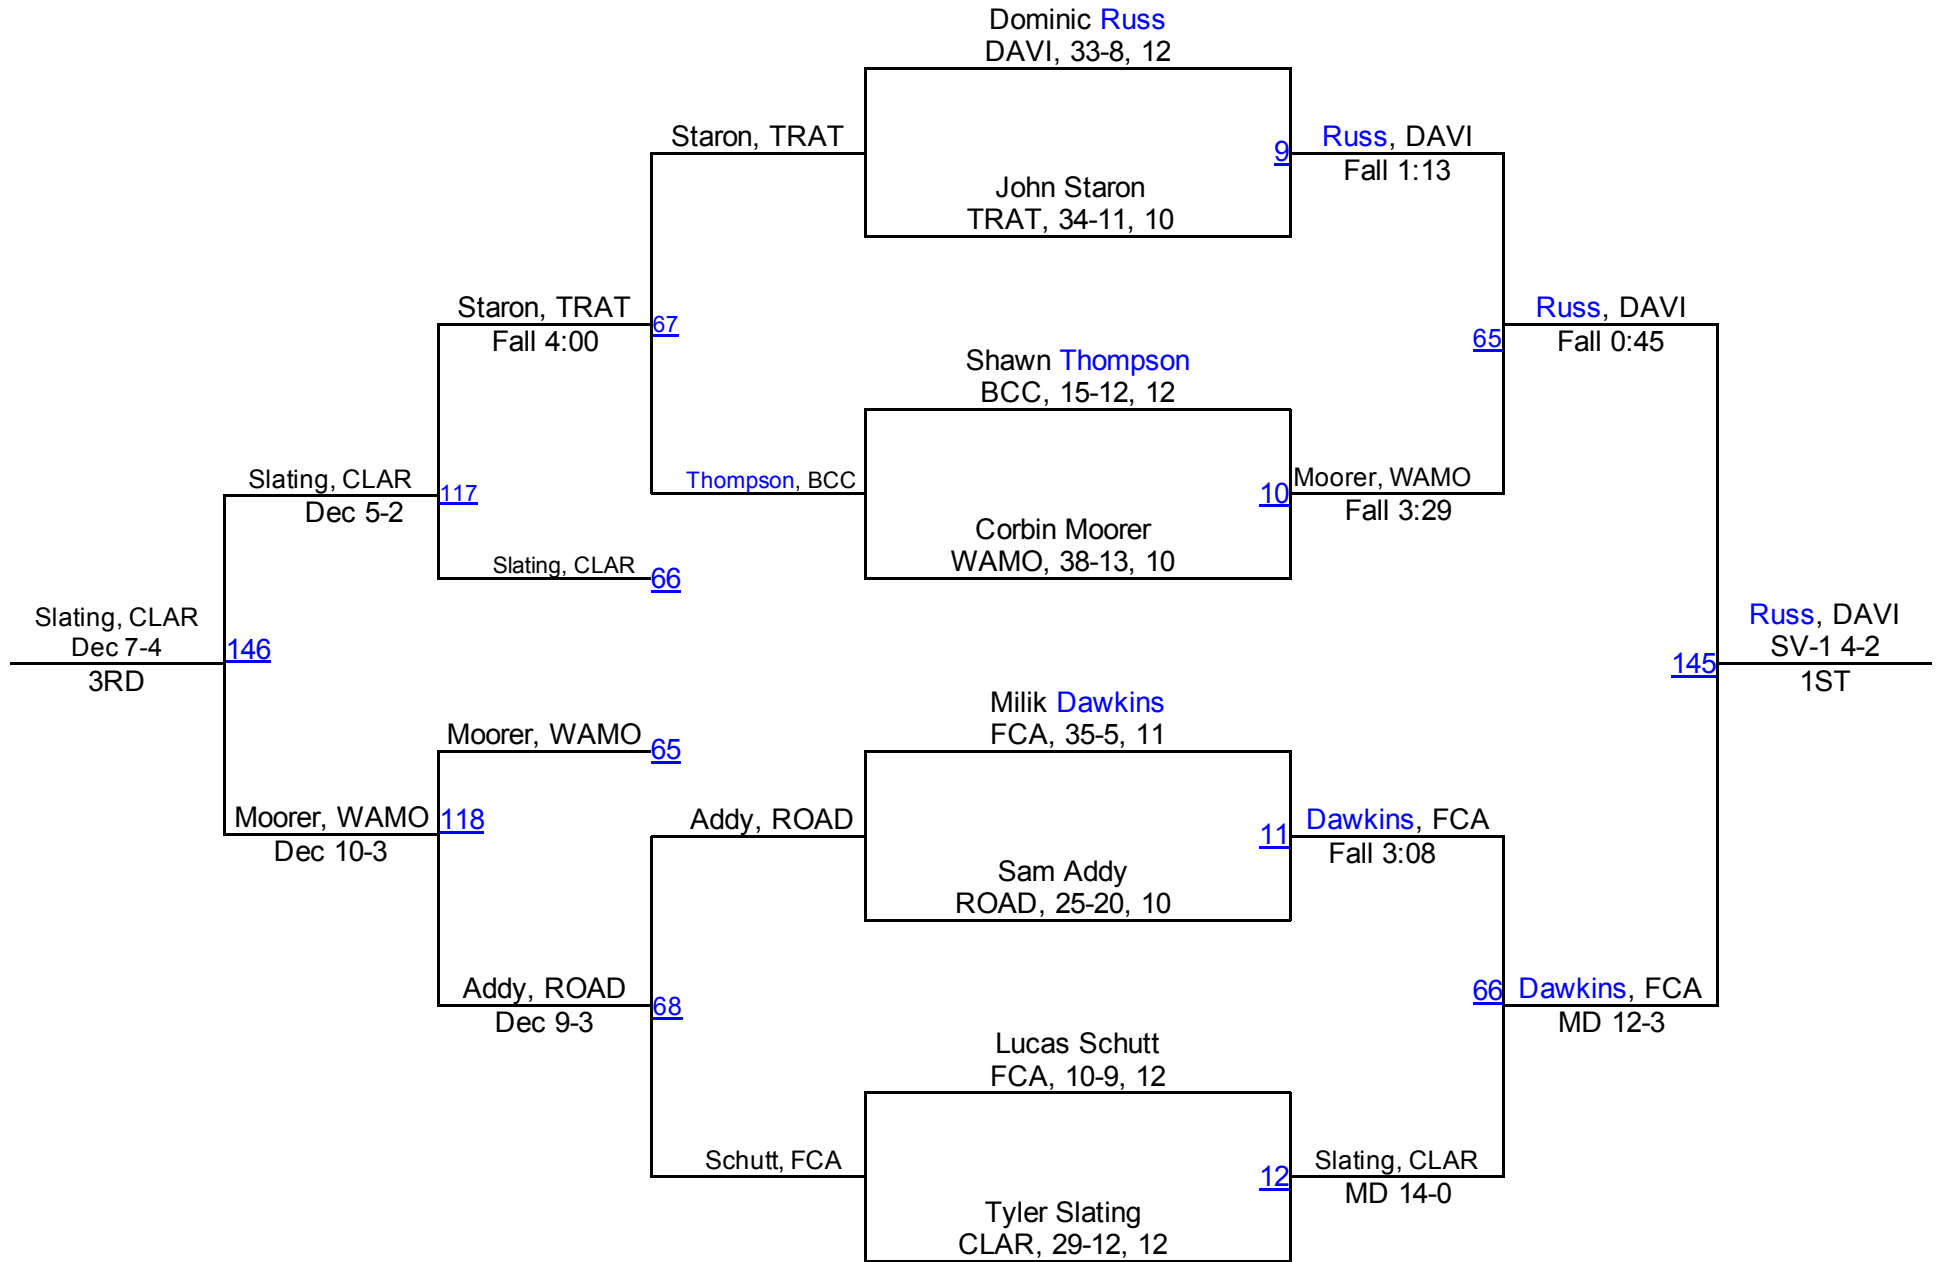 Dominic Russ
DAVI, 33-8, 12
Staron, TRAT
9
Russ, DAVI
Fall 1:13
John Staron
TRAT, 34-11, 10
Staron, TRAT
Fall 4:00
67
65
Russ, DAVI
Fall 0:45
Shawn Thompson
BCC, 15-12, 12
Slating, CLAR
Dec 5-2
117
Thompson, BCC
10
Moorer, WAMO
Fall 3:29
Corbin Moorer
WAMO, 38-13, 10
Slating, CLAR
66
Slating, CLAR
Dec 7-4
3RD
146
145
Russ, DAVI
SV-1 4-2
1ST
Milik Dawkins
FCA, 35-5, 11
Moorer, WAMO
65
Moorer, WAMO
Dec 10-3
118
Addy, ROAD
11
Dawkins, FCA
Fall 3:08
Sam Addy
ROAD, 25-20, 10
Addy, ROAD
Dec 9-3
68
66
Dawkins, FCA
MD 12-3
Lucas Schutt
FCA, 10-9, 12
Schutt, FCA
12
Slating, CLAR
MD 14-0
Tyler Slating
CLAR, 29-12, 12